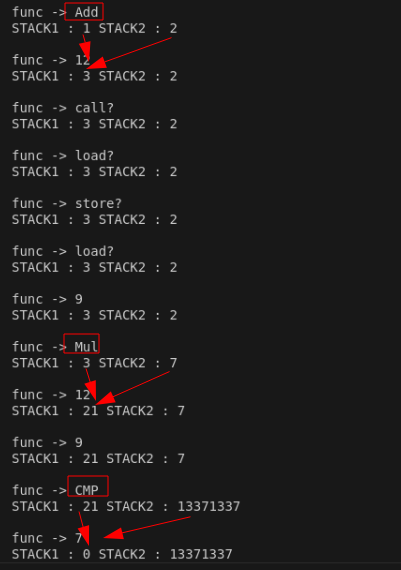 func -> Add
STACK1 : 1 STACK2 : 2
func -> 12
STACK1 : 3 STACK2 : 2
func -> call?
STACK1 : 3 STACK2 : 2
func -> load?
STACK1 : 3 STACK2 : 2
func -> store?
STACK1 : 3 STACK2 : 2
func -> load?
STACK1 : 3 STACK2 : 2
func -> 9
STACK1 : 3 STACK2 : 2
func -> Mul
STACK1 : 3 STACK2 : 7
func -> 12
STACK1 : 21 STACK2 : 7
func -> 9
STACK1 : 21 STACK2 : 7
func -> CMP
STACK1 : 21 STACK2 : 13371337
func -> 7
STACK1 : 0 STACK2 : 13371337